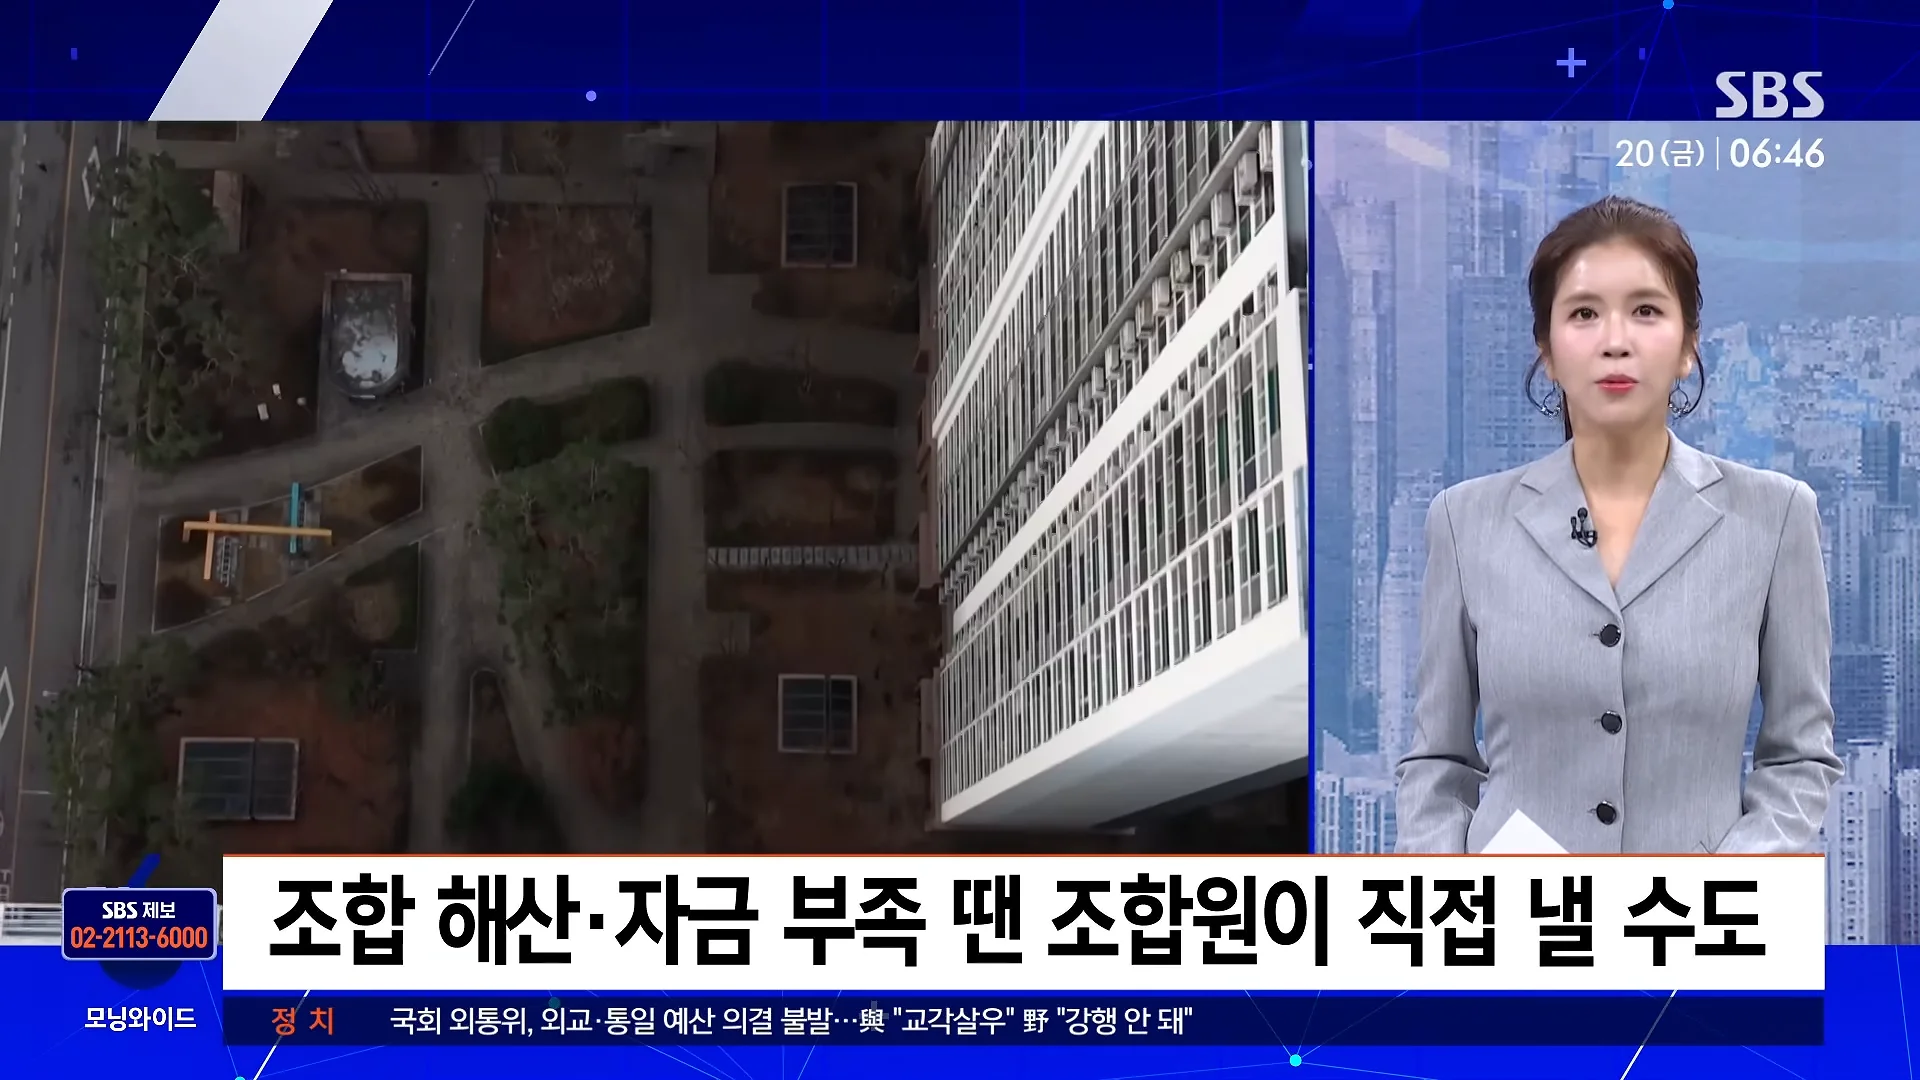 SBS
20(금) | 06:46
조합 해산·자금 부족 땐 조합원이 직접 낼 수도
SBS 제보
02-2113-6000
모닝와이드
정치
국회 외통위, 외교·통일 예산 의결 불발…與 "교각살우" 野 "강행 안 돼"